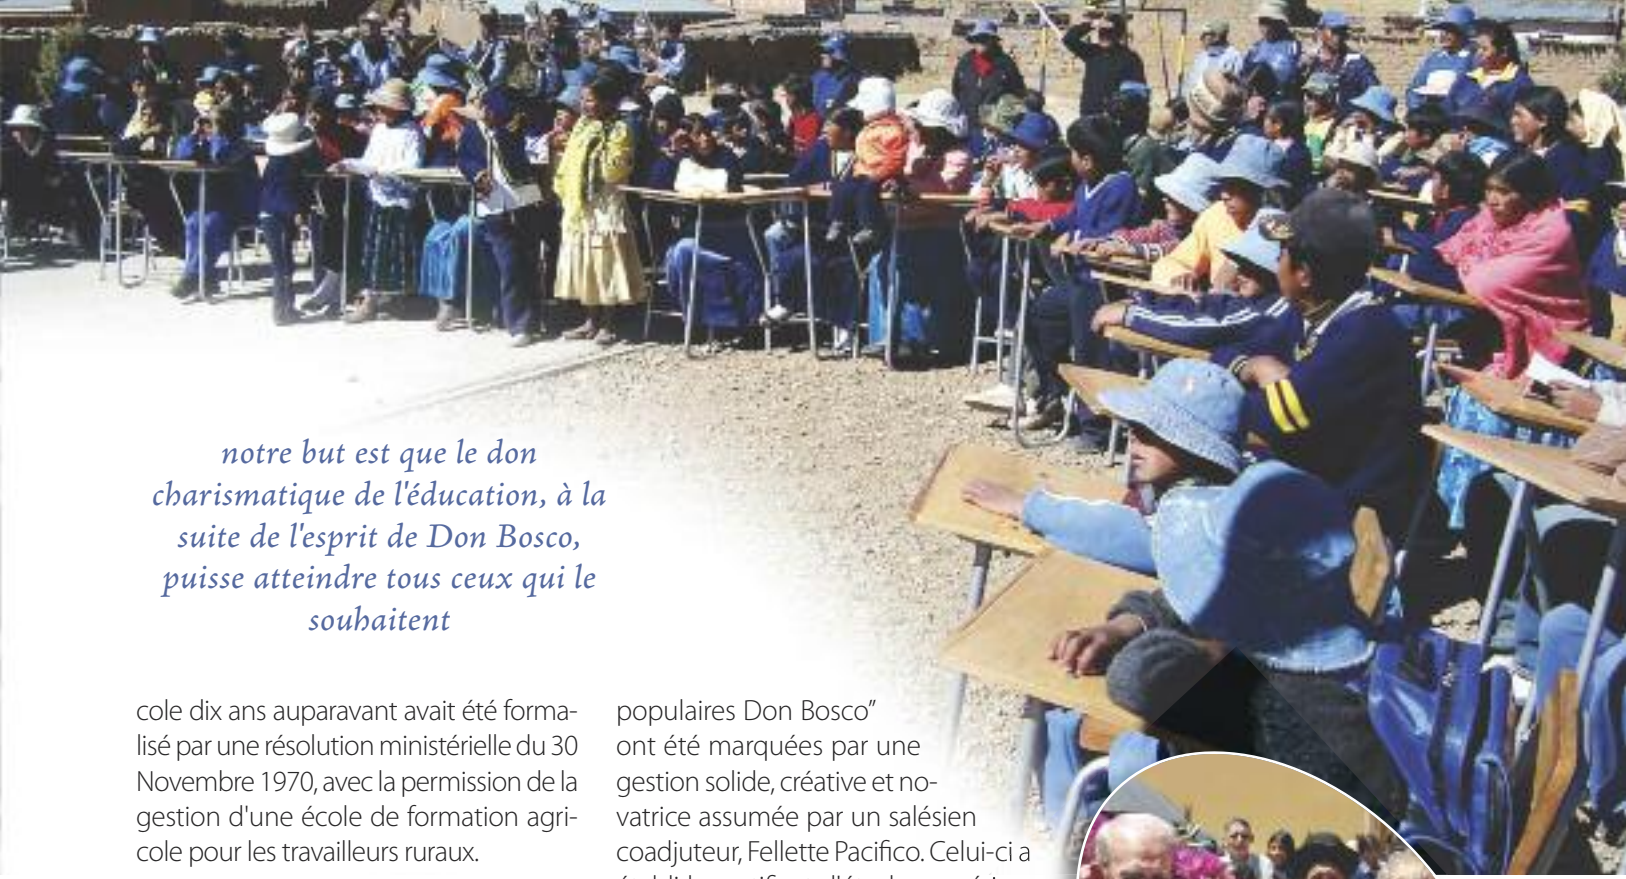 notre but est que le don
charismatique de l'éducation, à la
suite de l'esprit de Don Bosco,
puisse atteindre tous ceux qui le
souhaitent
cole dix ans auparavant avait été forma-
lisé par une résolution ministérielle du 30
Novembre 1970, avec la permission de la
gestion d'une école de formation agri-
cole pour les travailleurs ruraux.
populaires Don Bosco"
ont été marquées par une
gestion solide, créative et no-
vatrice assumée par un salésien
coadjuteur, Fellette Pacifico. Celui-ci a